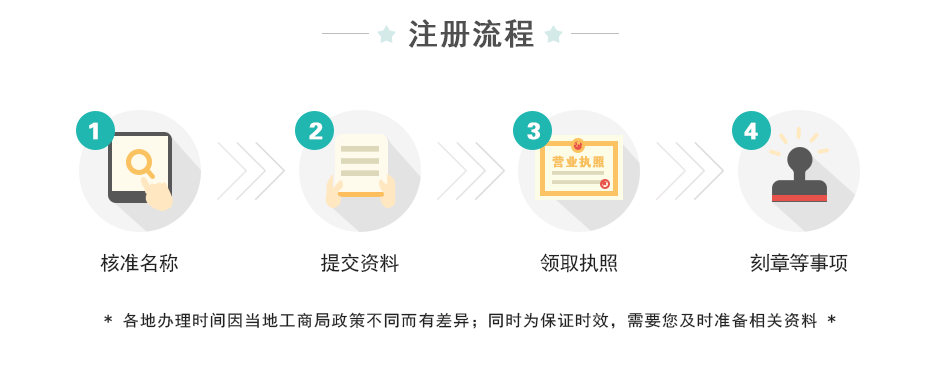 注册流程
1
2
3
4
营业执照
核准名称
提交资料
领取执照
刻章等事项
* 各地办理时间因当地工商局政策不同而有差异；同时为保证时效，需要您及时准备相关资料 *